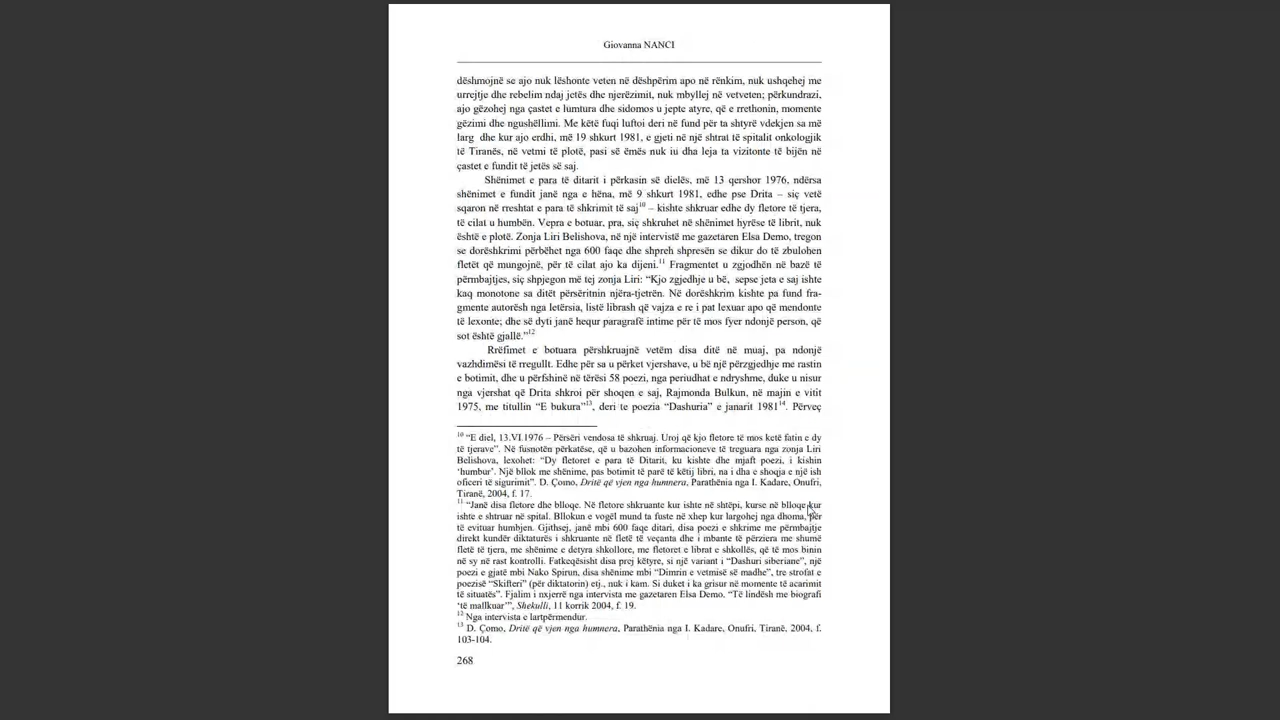 Giovanna NANCI
dëshmojnë se ajo nuk lëshonte veten në dëshpërim apo në rënkim, nuk ushqehej me
urrejtje dhe rebelim ndaj jetës dhe njerëzimit, nuk mbyllej në vetveten; përkundrazi,
ajo gëzohej nga çastet e lumtura dhe sidomos u jepte atyre, që e rrethonin, momente
gëzimi dhe ngushëllimi. Me këtë fuqi luftoi deri në fund për ta shtyrë vdekjen sa më
larg dhe kur ajo erdhi, më 19 shkurt 1981, e gjeti në një shtrat të spitalit onkologjik
të Tiranës, në vetmi të plotë, pasi së ëmës nuk iu dha leja ta vizitonte të bijën në
çastet e fundit të jetës së saj.
Shënimet e para të ditarit i përkasin së dielës, më 13 qershor 1976, ndërsa
shënimet e fundit janë nga e hëna, më 9 shkurt 1981, edhe pse Drita – siç vetë
sqaron në rreshtat e para të shkrimit të saj10 – kishte shkruar edhe dy fletore të tjera,
të cilat u humbën. Vepra e botuar, pra, siç shkruhet në shënimet hyrëse të librit, nuk
është e plotë. Zonja Liri Belishova, në një intervistë me gazetaren Elsa Demo, tregon
se dorëshkrimi përbëhet nga 600 faqe dhe shpreh shpresën se dikur do të zbulohen
fletët që mungojnë, për të cilat ajo ka dijeni.11 Fragmentet u zgjodhën në bazë të
përmbajtjes, siç shpjegon më tej zonja Liri: “Kjo zgjedhje u bë, sepse jeta e saj ishte
kaq monotone sa ditët përsëritnin njëra-tjetrën. Në dorëshkrim kishte pa fund fra-
gmente autorësh nga letërsia, listë librash që vajza e re i pat lexuar apo që mendonte
të lexonte; dhe së dyti janë hequr paragrafë intime për të mos fyer ndonjë person, që
sot është gjallë.”12
Rrëfimet e botuara përshkruajnë vetëm disa ditë në muaj, pa ndonjë
vazhdimësi të rregullt. Edhe për sa u përket vjershave, u bë një përzgjedhje me rastin
e botimit, dhe u përfshinë në tërësi 58 poezi, nga periudhat e ndryshme, duke u nisur
nga vjershat që Drita shkroi për shoqen e saj, Rajmonda Bulkun, në majin e vitit
1975, me titullin “E bukura”13, deri te poezia “Dashuria” e janarit 198114. Përveç
10 “E diel, 13.VI.1976 – Përsëri vendosa të shkruaj. Uroj që kjo fletore të mos ketë fatin e dy
të tjerave”. Në fusnotën përkatëse, që u bazohen informacioneve të treguara nga zonja Liri
Belishova, lexohet: “Dy fletoret e para të Ditarit, ku kishte dhe mjaft poezi, i kishin
‘humbur’. Një bllok me shënime, pas botimit të parë të këtij libri, na i dha e shoqja e një ish
oficeri të sigurimit”. D. Çomo, Dritë që vjen nga humnera, Parathënia nga I. Kadare, Onufri,
Tiranë, 2004, f. 17.
11 “Janë disa fletore dhe blloqe. Në fletore shkruante kur ishte në shtëpi, kurse në blloqe kur
ishte e shtruar në spital. Bllokun e vogël mund ta fuste në xhep kur largohej nga dhoma, për
të evituar humbjen. Gjithsej, janë mbi 600 faqe ditari, disa poezi e shkrime me përmbajtje
direkt kundër diktaturës i shkruante në fletë të veçanta dhe i mbante të përziera me shumë
fletë të tjera, me shënime e detyra shkollore, me fletoret e librat e shkollës, që të mos binin
në sy në rast kontrolli. Fatkeqësisht disa prej këtyre, si një variant i “Dashuri siberiane”, një
poezi e gjatë mbi Nako Spirun, disa shënime mbi “Dimrin e vetmisë së madhe”, tre strofat e
poezisë “Skifteri” (për diktatorin) etj., nuk i kam. Si duket i ka grisur në momente të acarimit
të situatës”. Fjalim i nxjerrë nga intervista me gazetaren Elsa Demo. “Të lindësh me biografi
‘të mallkuar’”, Shekulli, 11 korrik 2004, f. 19.
12 Nga intervista e lartpërmendur.
13 D. Çomo, Dritë që vjen nga humnera, Parathënia nga I. Kadare, Onufri, Tiranë, 2004, f.
103-104.
268